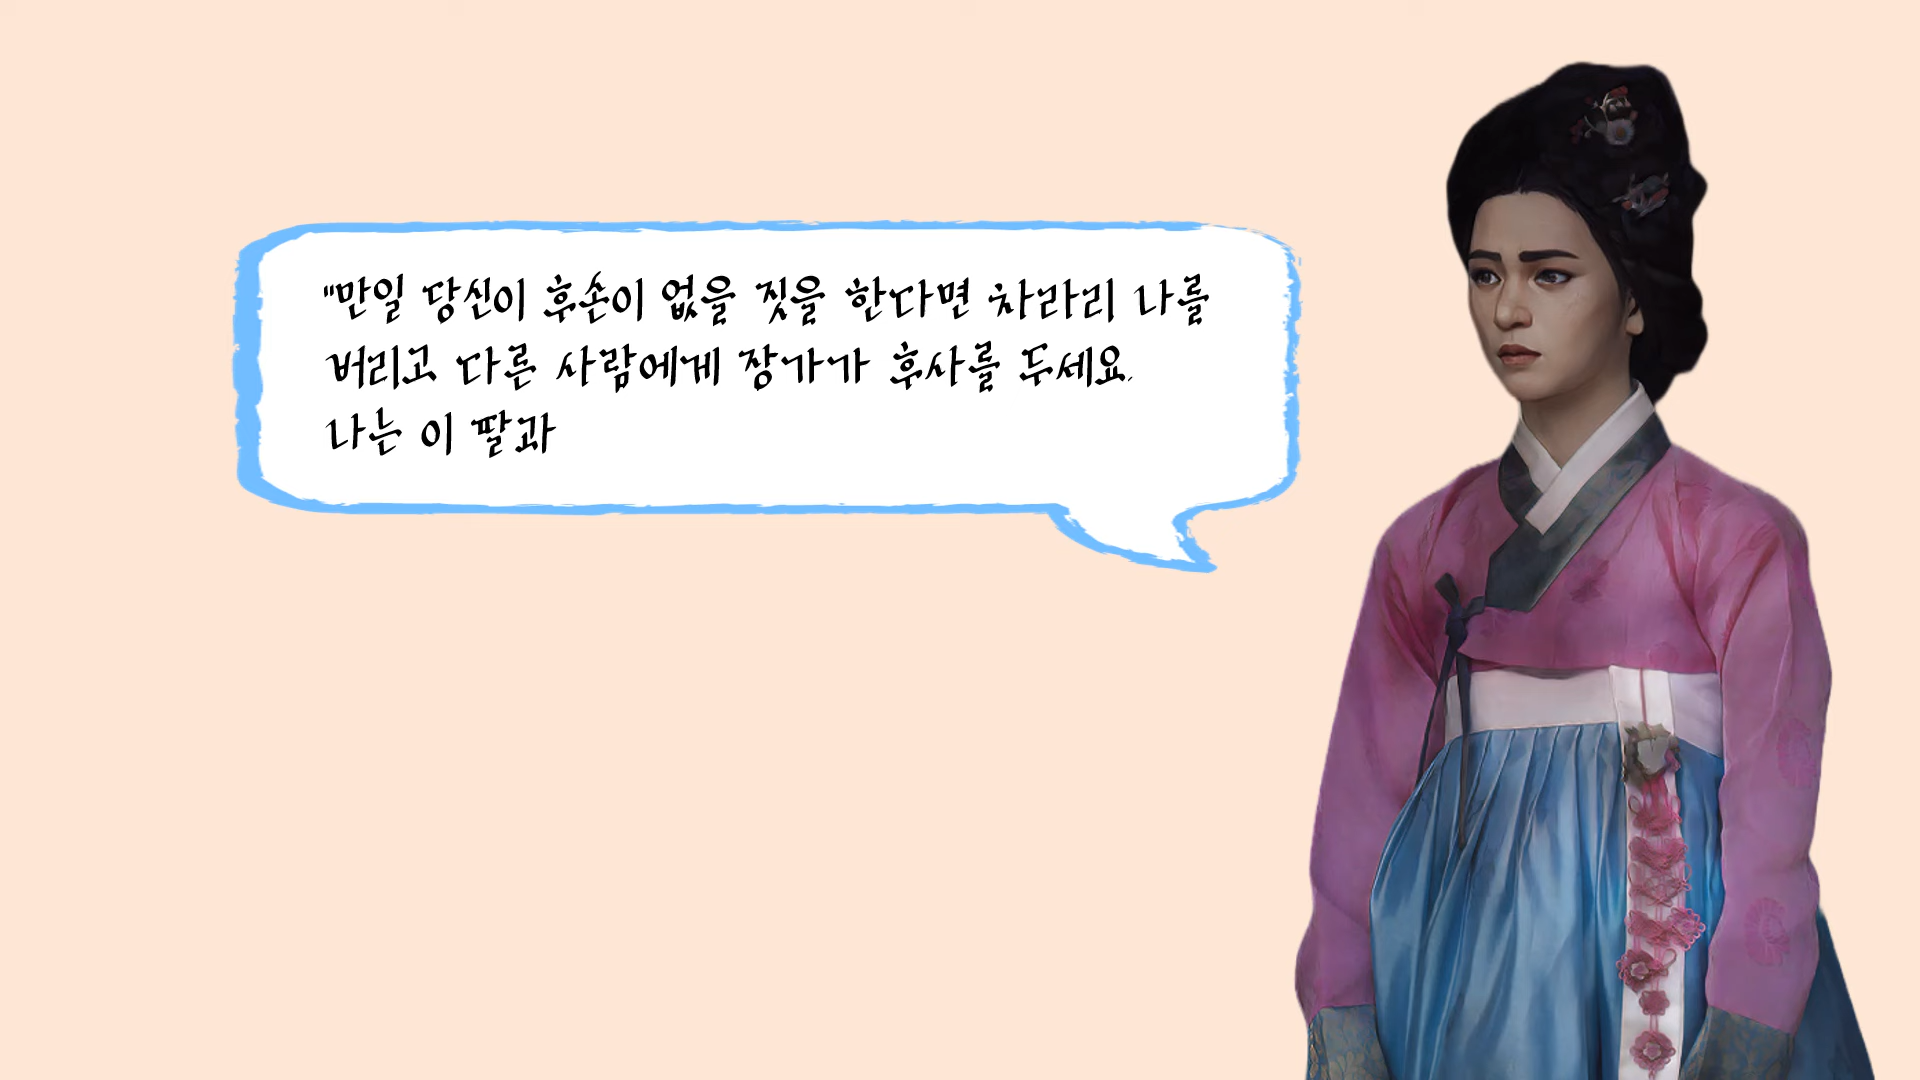 "만일 당신이 후손이 없을 짓을 한다면 차라리 나를
버리고 다른 사람에게 장가가 후사를 두세요.
나는 이 딸과